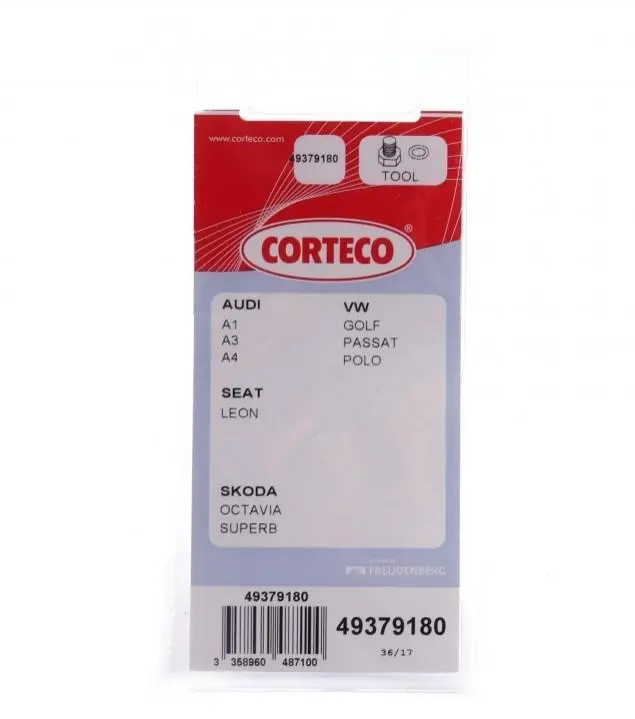 www.corteco.com
49379180
TOOL
CORTECO®
AUDI
A1
A3
A4
VW
GOLF
PASSAT
POLO
SEAT
LEON
SKODA
OCTAVIA
SUPERB
FREUDENBERG
49379180
3 358960 487100
49379180
36/17